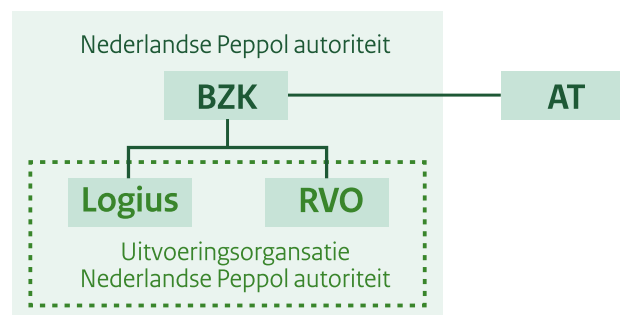 Nederlandse Peppol autoriteit
BZK
AT
Logius
RVO
Uitvoeringsorgansatie
Nederlandse Peppol autoriteit